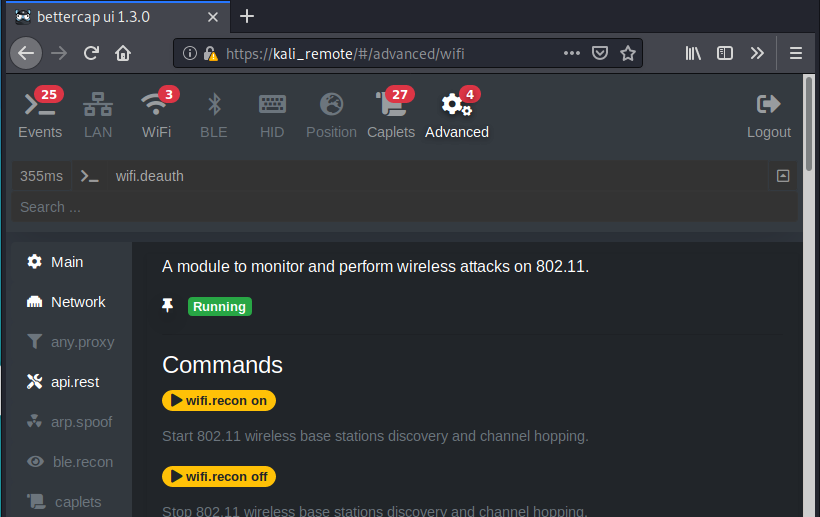 bettercap ui 1.3.0
https://kali_remote/#/advanced/wifi
25 3 27 4
Events LAN WiFi BLE HID Position Caplets Advanced Logout
355ms wifi.deauth
Search ...
Main
Network
any.proxy
api.rest
arp.spoof
ble.recon
caplets
A module to monitor and perform wireless attacks on 802.11.
Running
Commands
wifi.recon on
Start 802.11 wireless base stations discovery and channel hopping.
wifi.recon off
Stop 802.11 wireless base stations discovery and channel hopping.